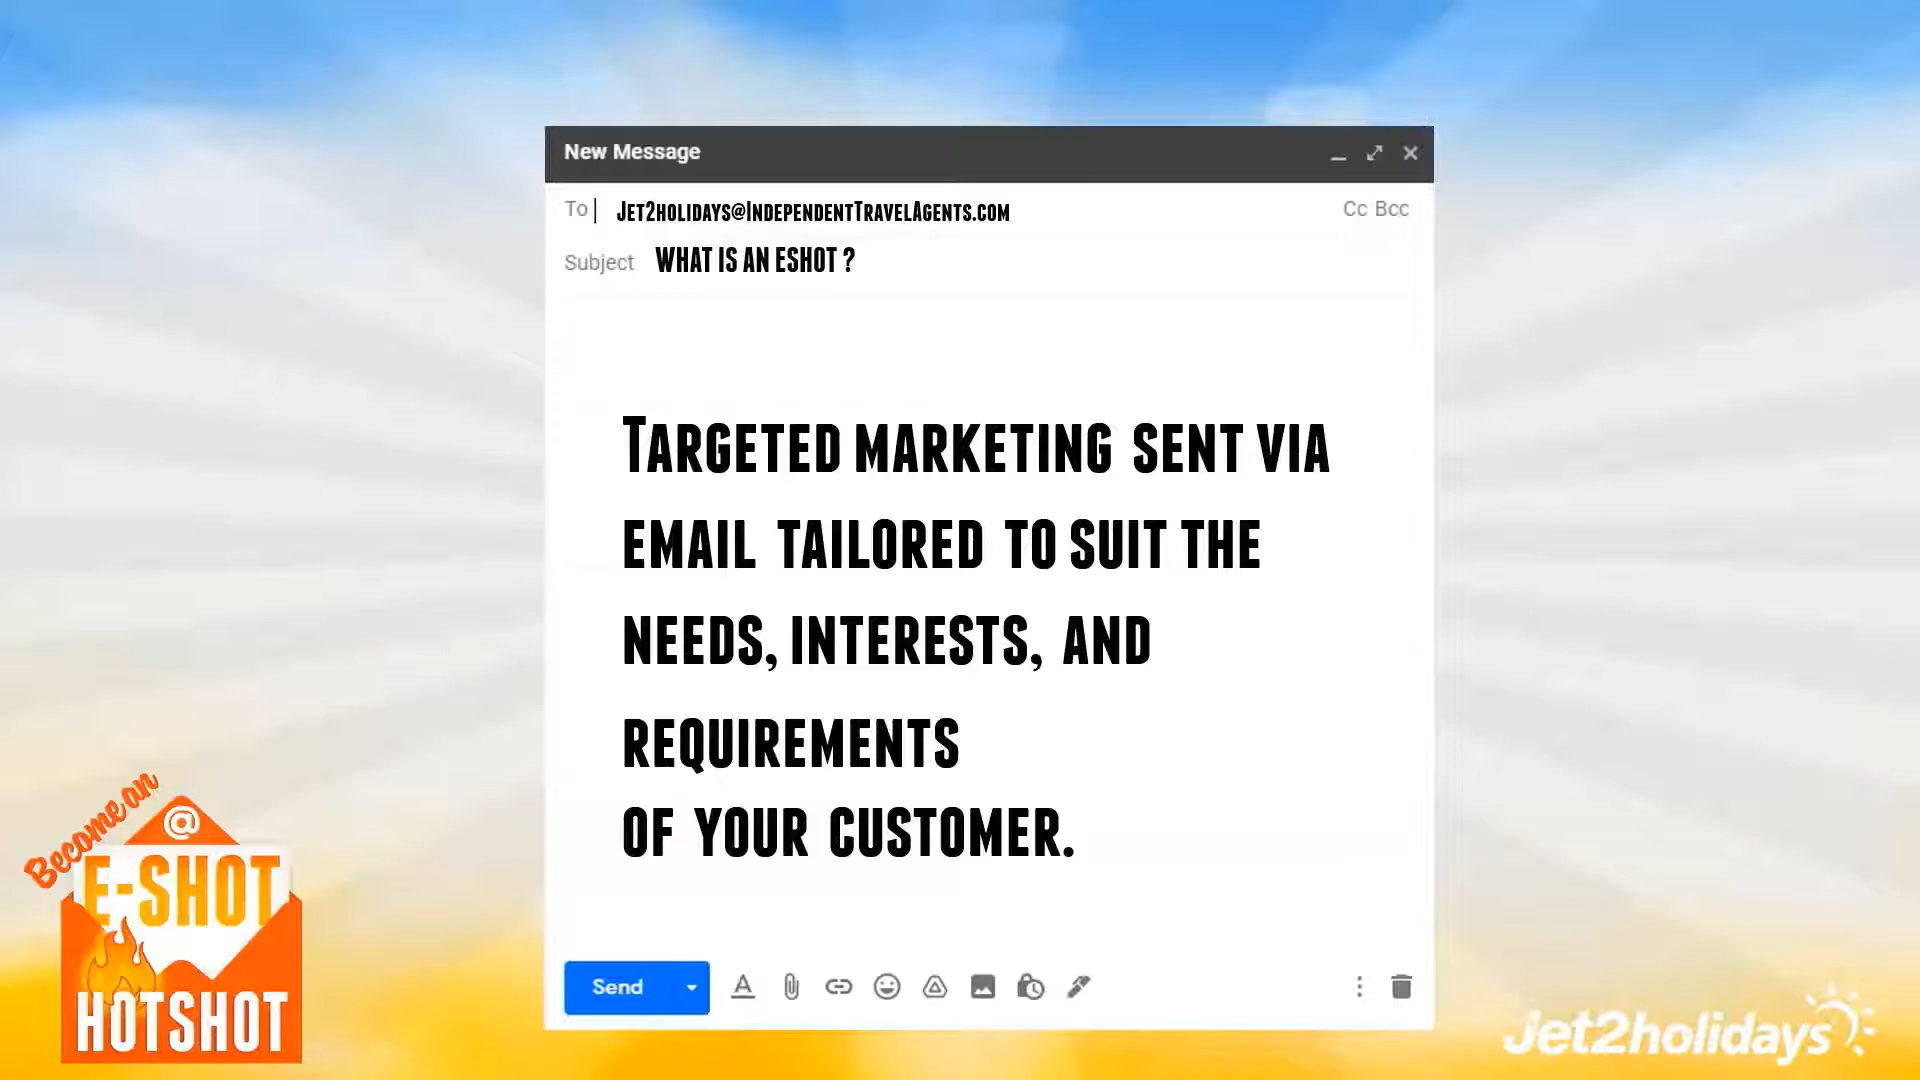 New Message
To Jet2holidays@IndependentTravelAgents.com Cc Bcc
Subject WHAT IS AN ESHOT ?
TARGETED MARKETING SENT VIA
EMAIL TAILORED TO SUIT THE
NEEDS, INTERESTS, AND
REQUIREMENTS
OF YOUR CUSTOMER.
Send
Become an
@
E-SHOT
HOTSHOT
Jet2holidays